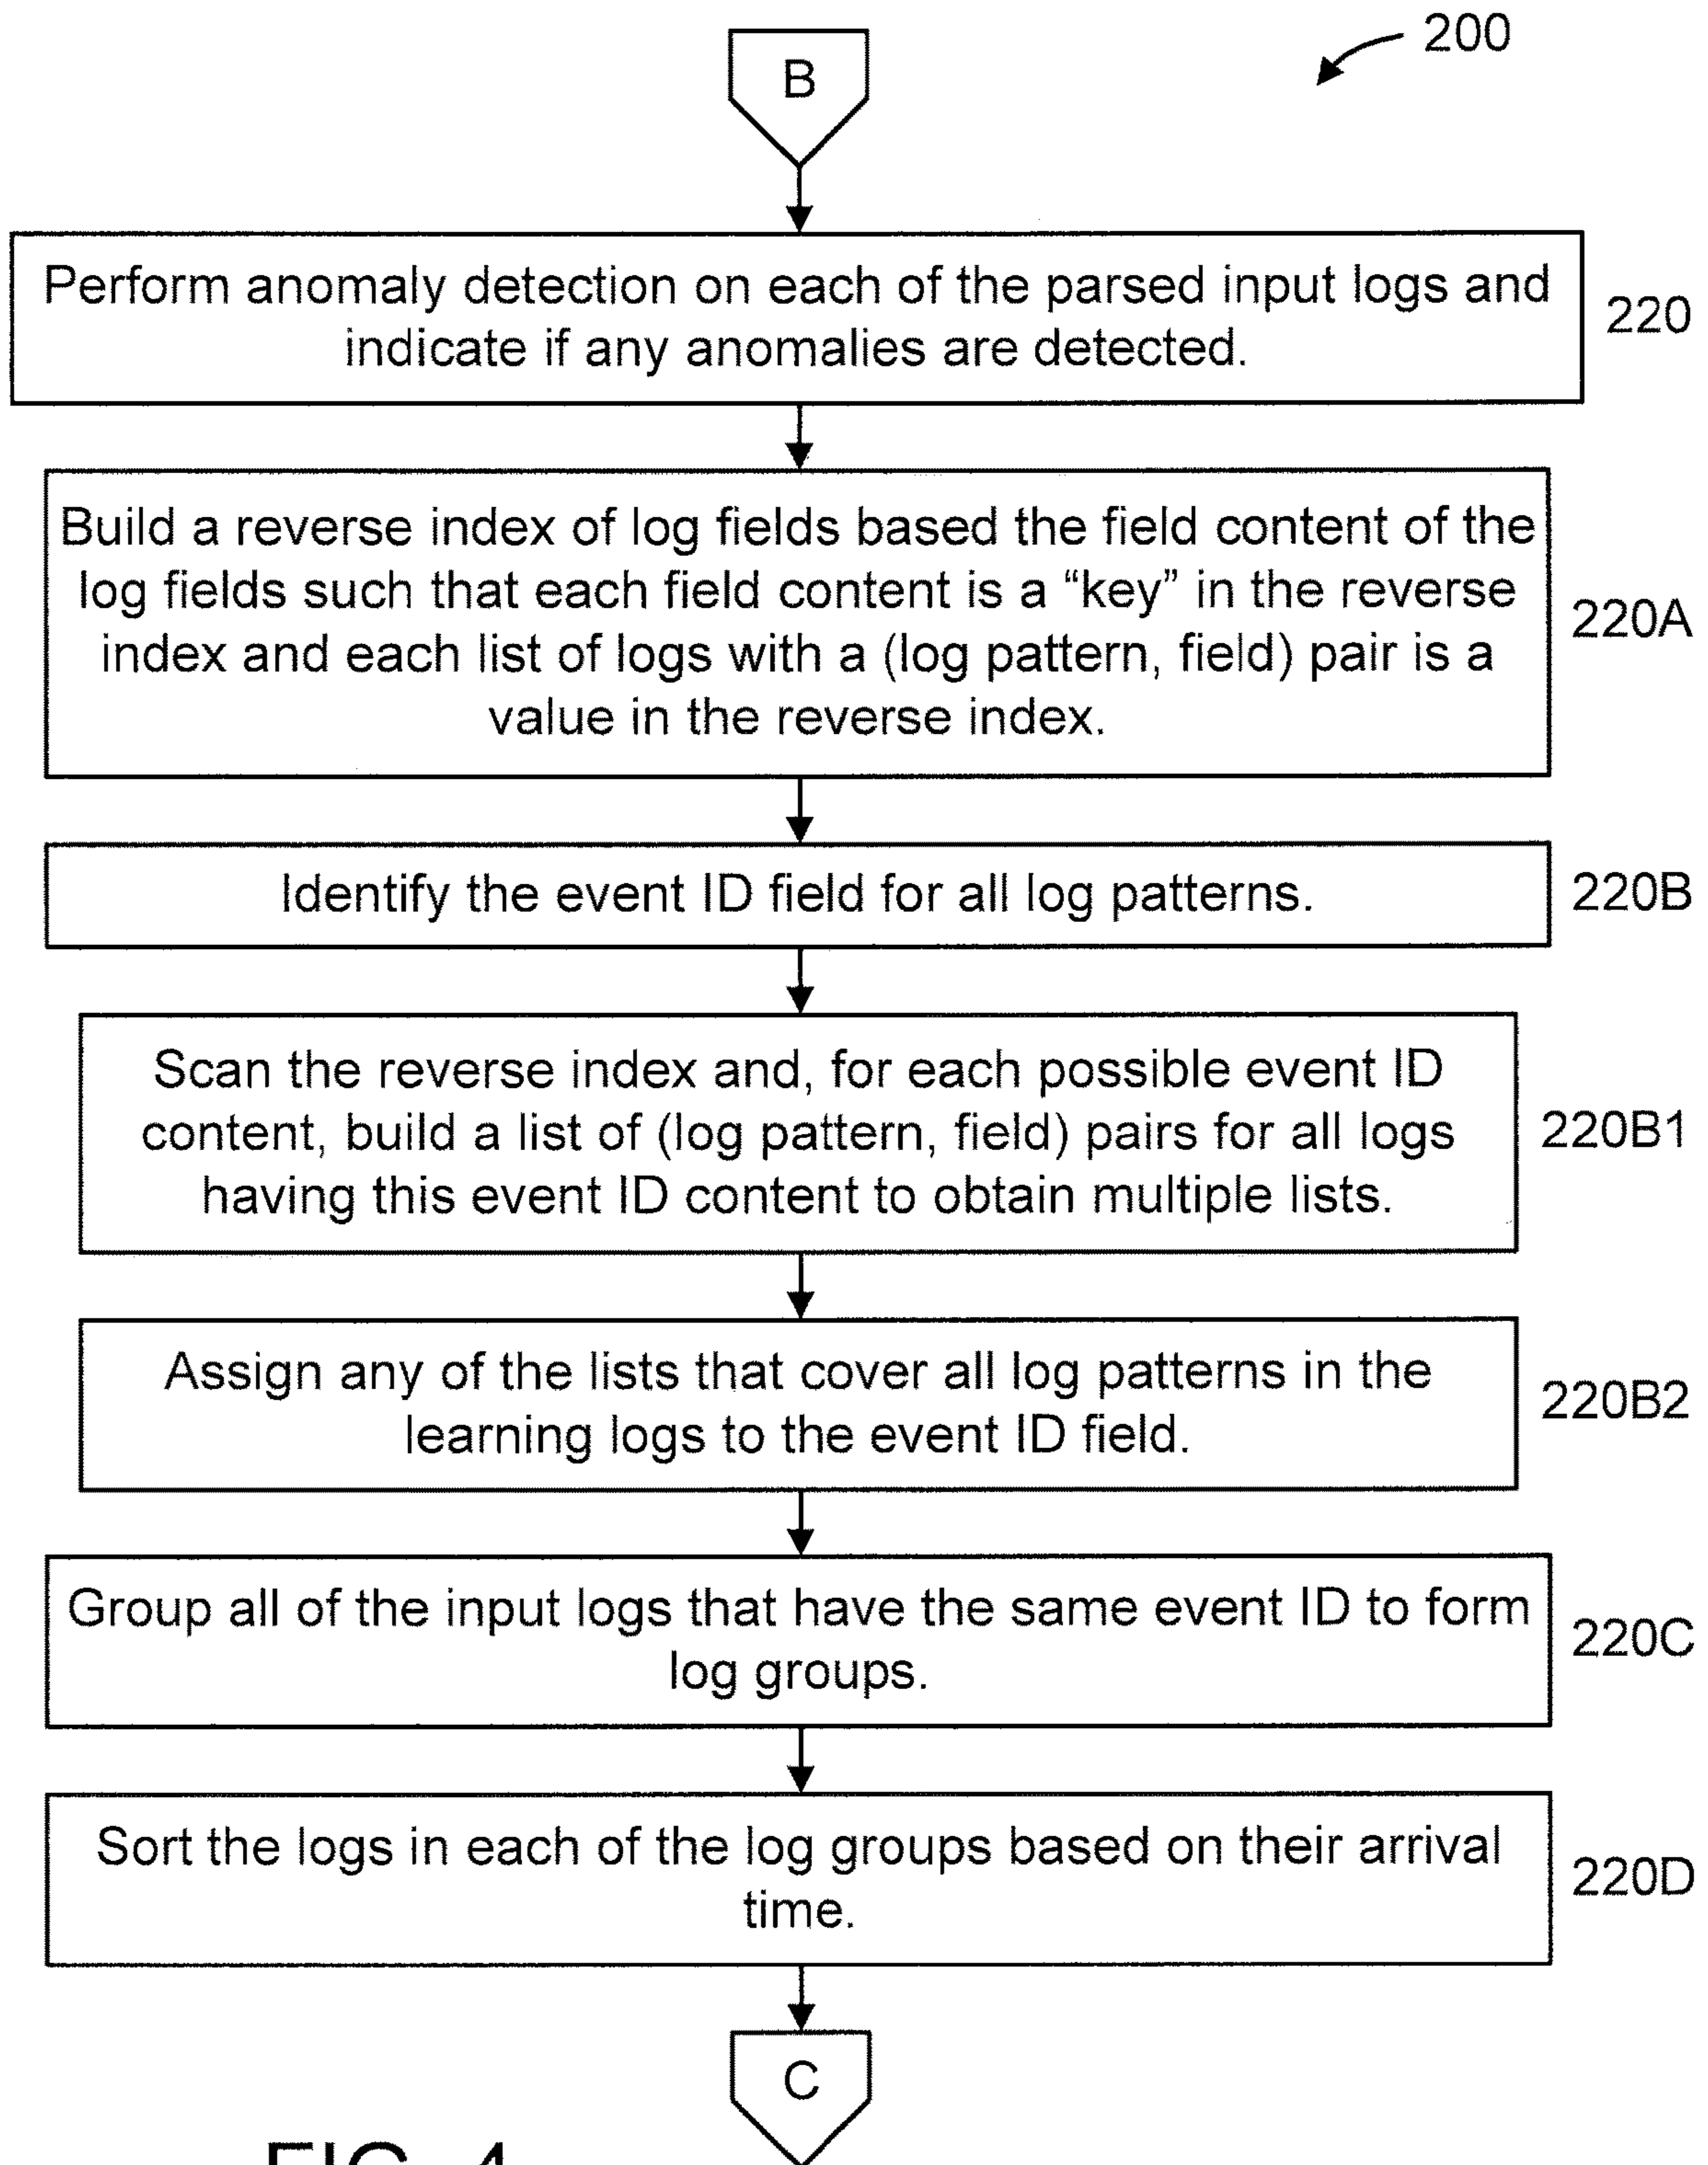 200
B
Perform anomaly detection on each of the parsed input logs and
indicate if any anomalies are detected.
220
Build a reverse index of log fields based the field content of the
log fields such that each field content is a “key” in the reverse
index and each list of logs with a (log pattern, field) pair is a
value in the reverse index.
220A
Identify the event ID field for all log patterns.
220B
Scan the reverse index and, for each possible event ID
content, build a list of (log pattern, field) pairs for all logs
having this event ID content to obtain multiple lists.
220B1
Assign any of the lists that cover all log patterns in the
learning logs to the event ID field.
220B2
Group all of the input logs that have the same event ID to form
log groups.
220C
Sort the logs in each of the log groups based on their arrival
time.
220D
C
FIG. 4